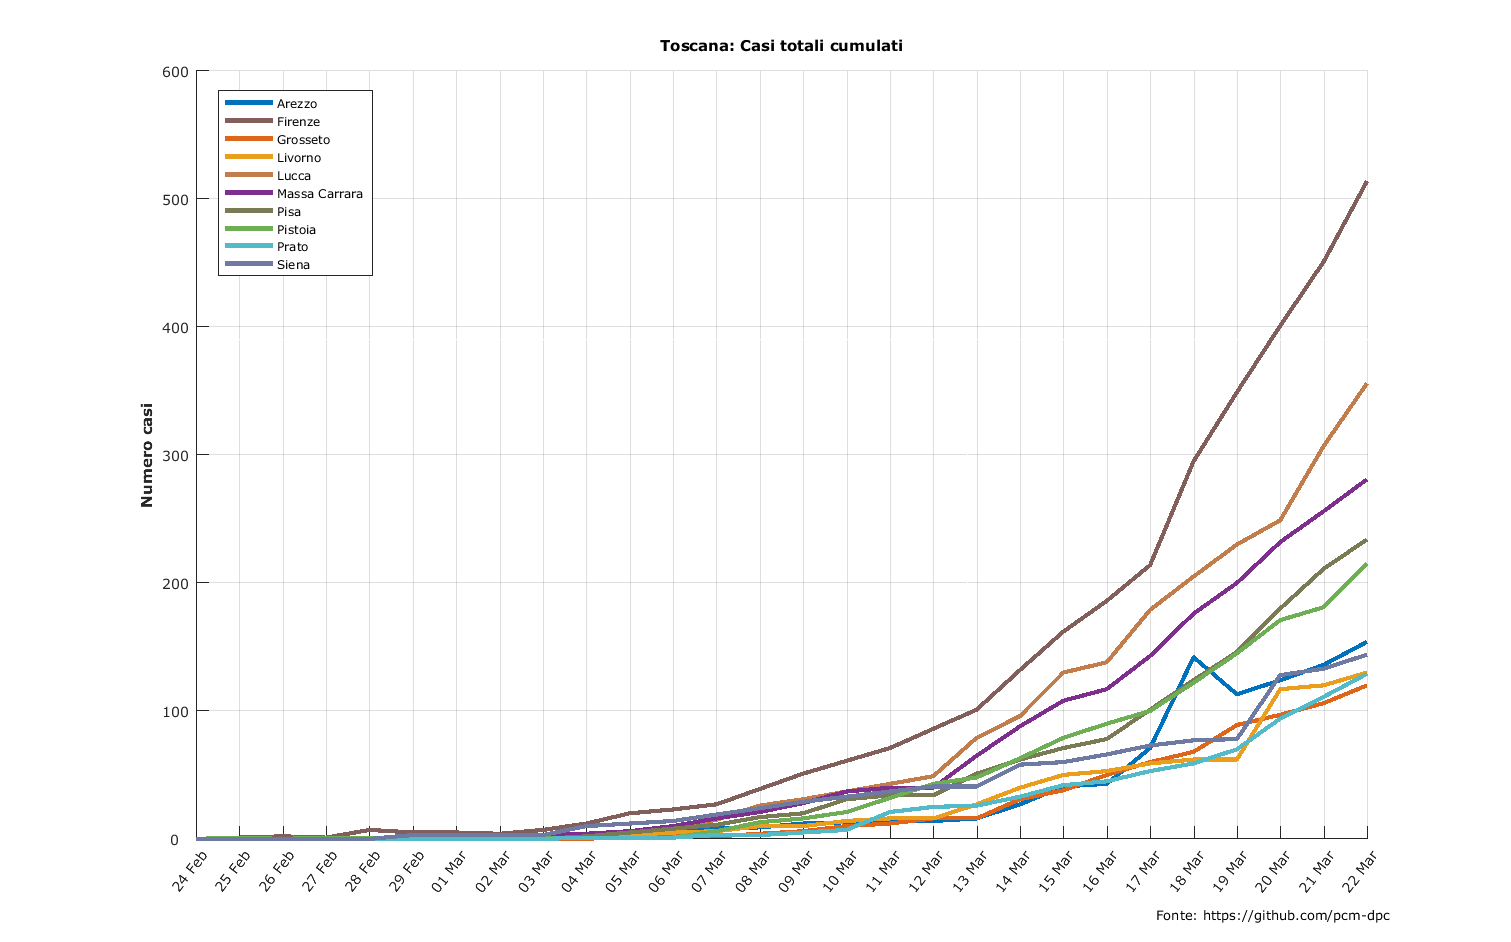 Toscana: Casi totali cumulati
600
500
400
300
200
100
0
Numero casi
Arezzo
Firenze
Grosseto
Livorno
Lucca
Massa Carrara
Pisa
Pistoia
Prato
Siena
24 Feb
25 Feb
26 Feb
27 Feb
28 Feb
29 Feb
01 Mar
02 Mar
03 Mar
04 Mar
05 Mar
06 Mar
07 Mar
08 Mar
09 Mar
10 Mar
11 Mar
12 Mar
13 Mar
14 Mar
15 Mar
16 Mar
17 Mar
18 Mar
19 Mar
20 Mar
21 Mar
22 Mar
Fonte: https://github.com/pcm-dpc